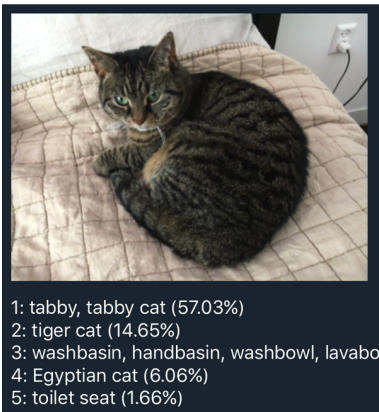 1: tabby, tabby cat (57.03%)
2: tiger cat (14.65%)
3: washbasin, handbasin, washbowl, lavabo
4: Egyptian cat (6.06%)
5: toilet seat (1.66%)